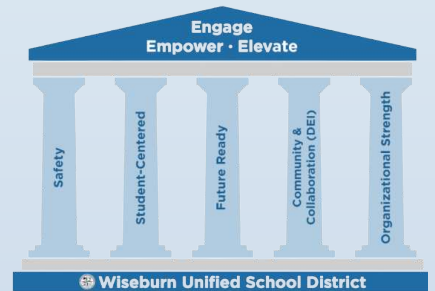 Engage
Empower · Elevate
Safety
Student-Centered
Future Ready
Community &
Collaboration (DEI)
Organizational Strength
Wiseburn Unified School District